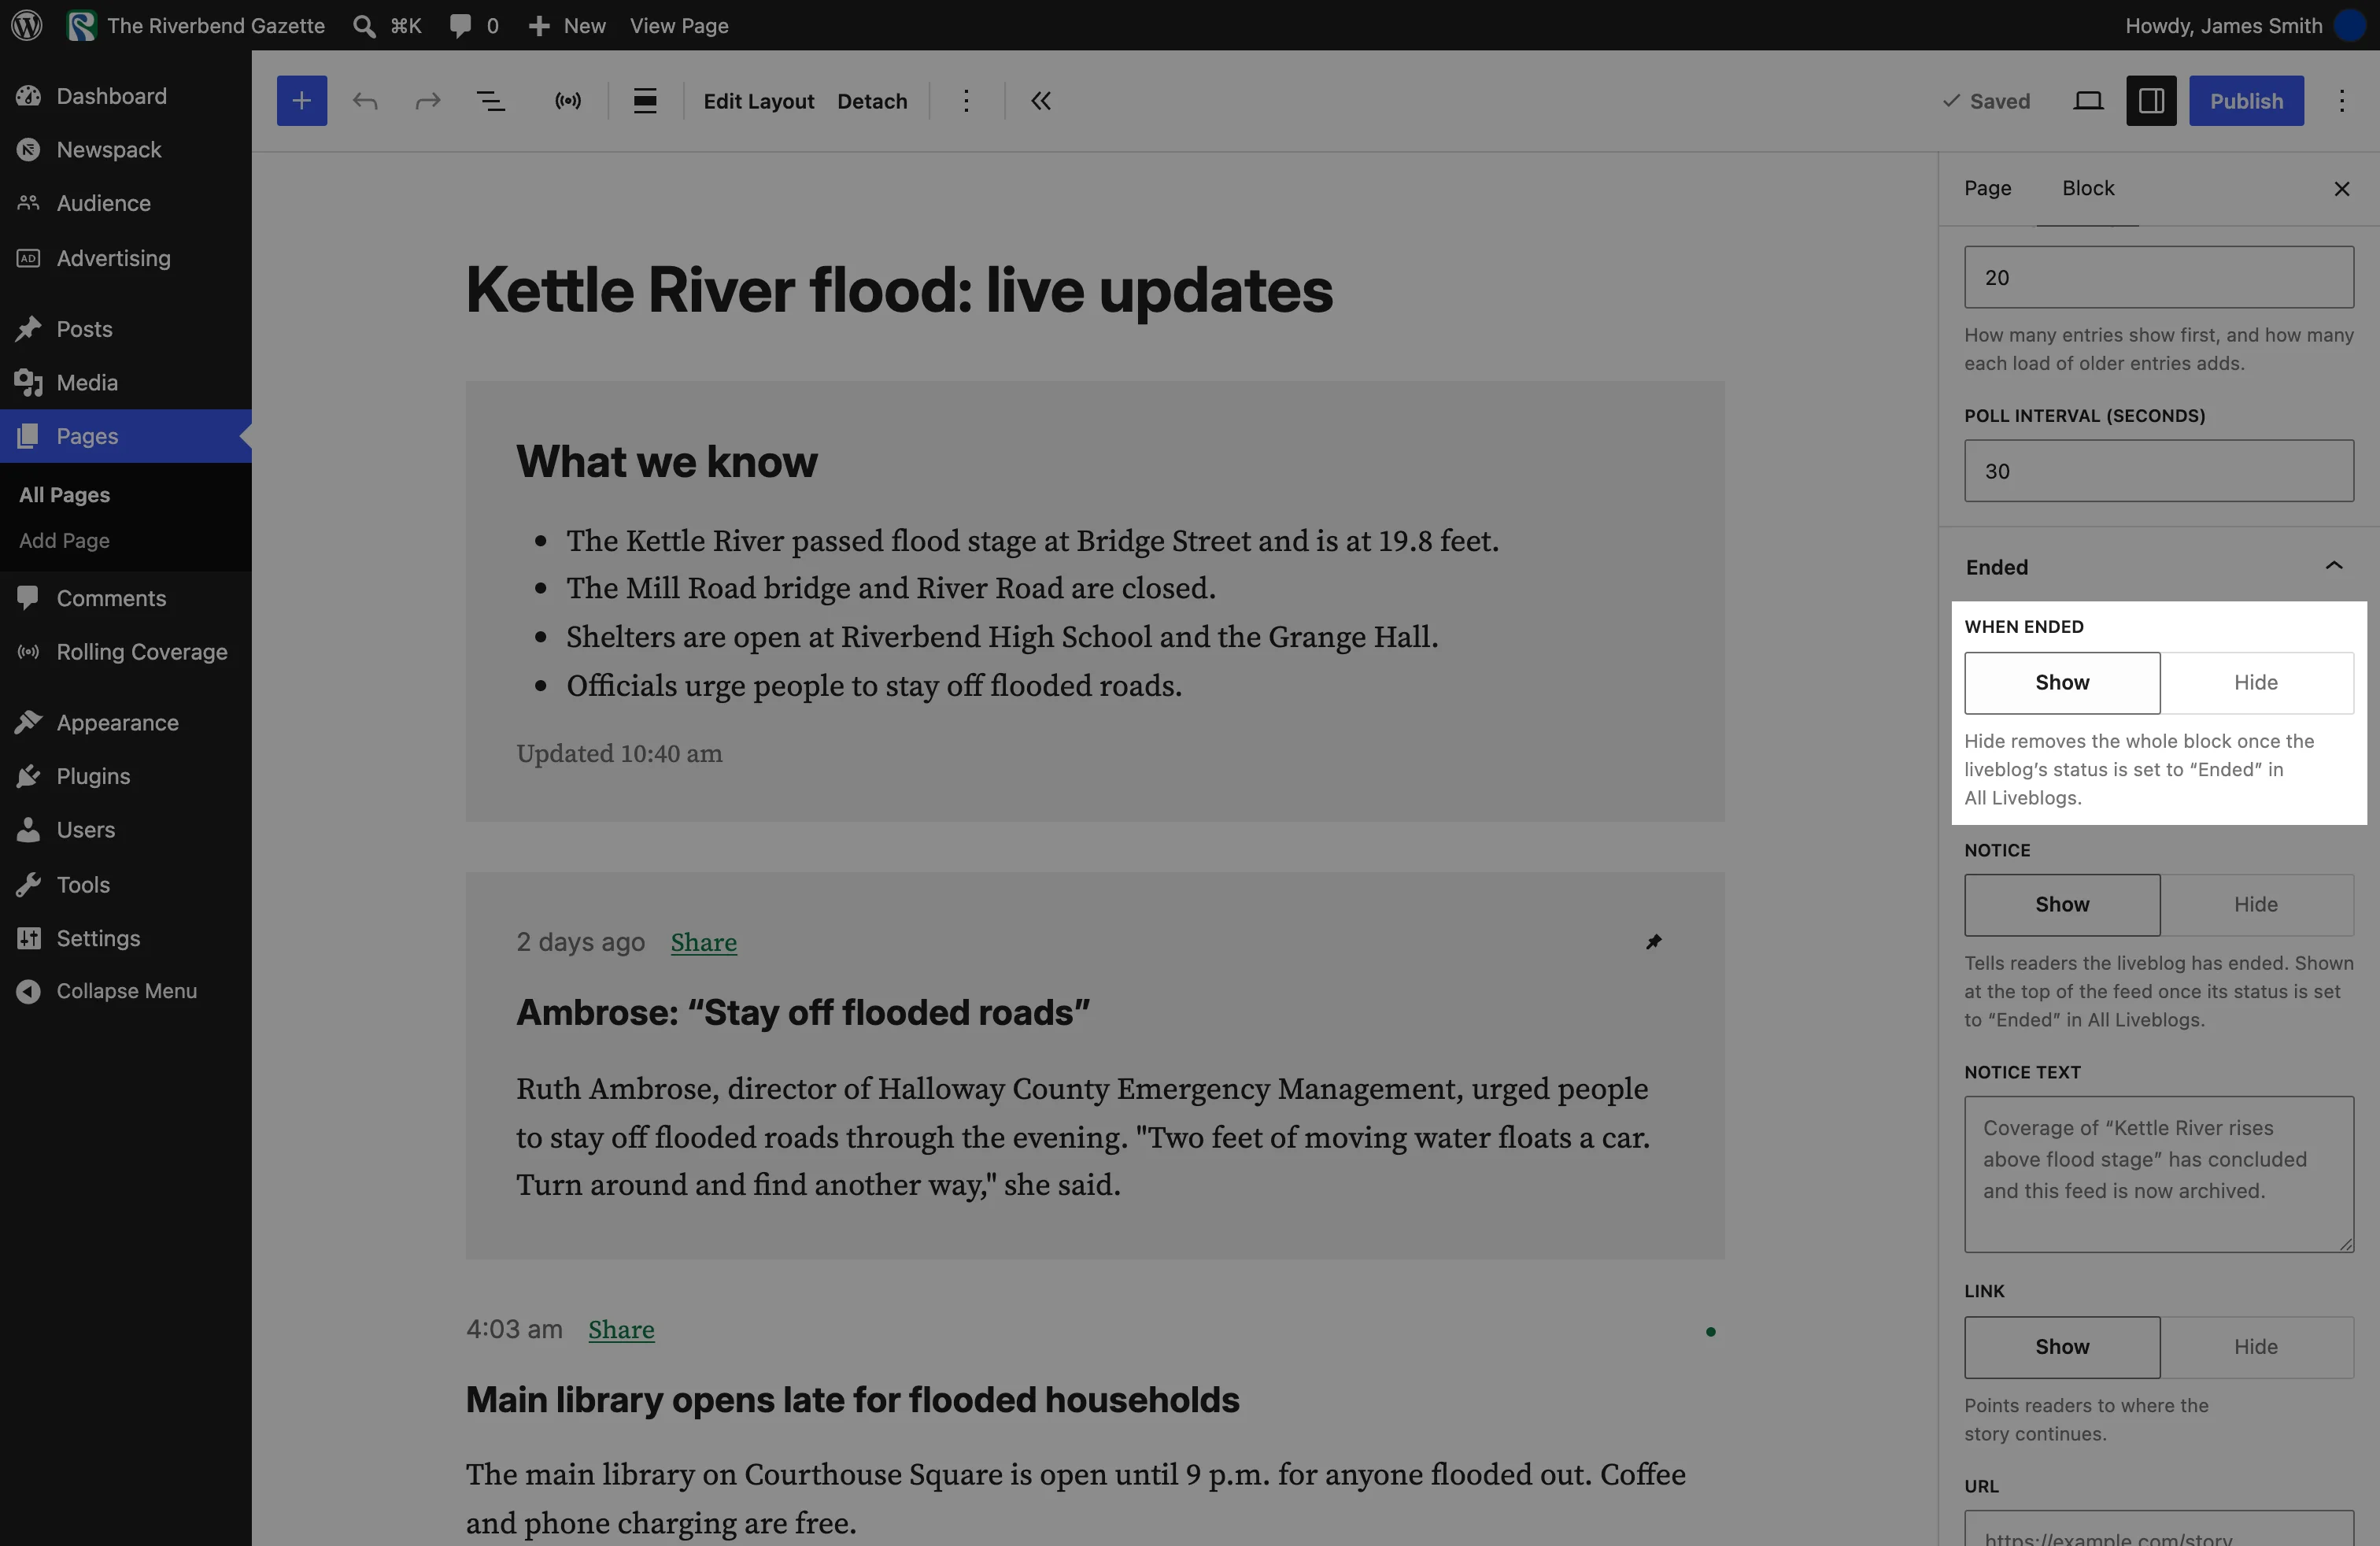 The Riverbend Gazette
⌘K
0
New
View Page
Howdy, James Smith
Dashboard
Newspack
Audience
Advertising
Posts
Media
Pages
All Pages
Add Page
Comments
Rolling Coverage
Appearance
Plugins
Users
Tools
Settings
Collapse Menu
Edit Layout
Detach
Saved
Publish
Kettle River flood: live updates
What we know
• The Kettle River passed flood stage at Bridge Street and is at 19.8 feet.
• The Mill Road bridge and River Road are closed.
• Shelters are open at Riverbend High School and the Grange Hall.
• Officials urge people to stay off flooded roads.
Updated 10:40 am
2 days ago Share
Ambrose: “Stay off flooded roads”
Ruth Ambrose, director of Halloway County Emergency Management, urged people
to stay off flooded roads through the evening. "Two feet of moving water floats a car.
Turn around and find another way," she said.
4:03 am Share
Main library opens late for flooded households
The main library on Courthouse Square is open until 9 p.m. for anyone flooded out. Coffee
and phone charging are free.
Page
Block
20
How many entries show first, and how many
each load of older entries adds.
POLL INTERVAL (SECONDS)
30
Ended
WHEN ENDED
Show
Hide
Hide removes the whole block once the
liveblog’s status is set to “Ended” in
All Liveblogs.
NOTICE
Show
Hide
Tells readers the liveblog has ended. Shown
at the top of the feed once its status is set
to “Ended” in All Liveblogs.
NOTICE TEXT
Coverage of “Kettle River rises
above flood stage” has concluded
and this feed is now archived.
LINK
Show
Hide
Points readers to where the
story continues.
URL
https://example.com/story